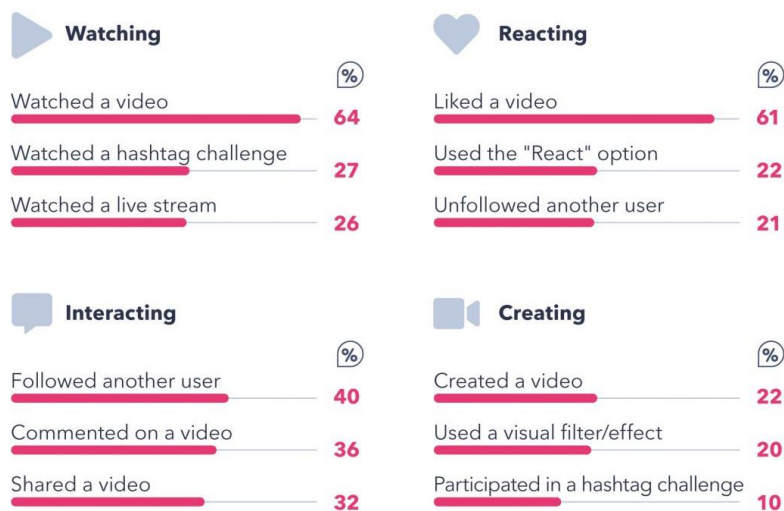 Watching
%
Watched a video
64
Watched a hashtag challenge
27
Watched a live stream
26
Reacting
%
Liked a video
61
Used the "React" option
22
Unfollowed another user
21
Interacting
%
Followed another user
40
Commented on a video
36
Shared a video
32
Creating
%
Created a video
22
Used a visual filter/effect
20
Participated in a hashtag challenge
10